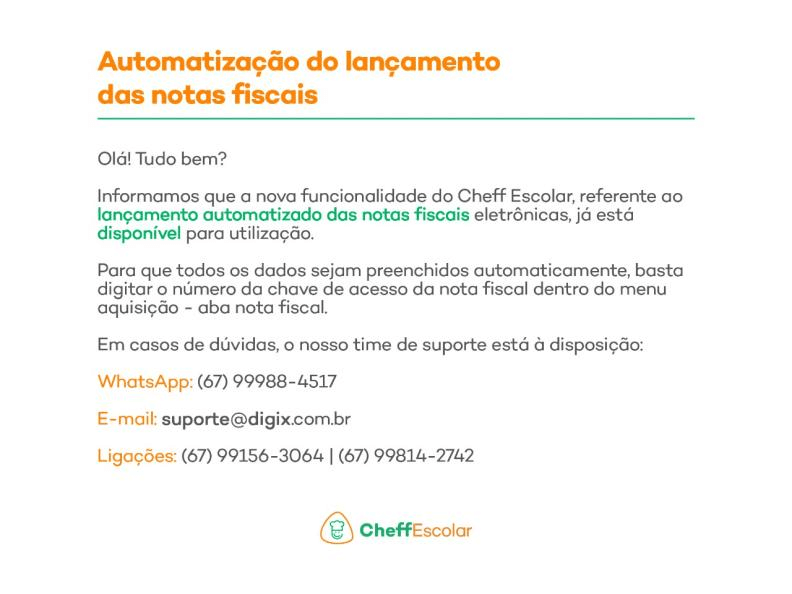 Automatização do lançamento
das notas fiscais
Olá! Tudo bem?
Informamos que a nova funcionalidade do Cheff Escolar, referente ao
lançamento automatizado das notas fiscais eletrônicas, já está
disponível para utilização.
Para que todos os dados sejam preenchidos automaticamente, basta
digitar o número da chave de acesso da nota fiscal dentro do menu
aquisição - aba nota fiscal.
Em casos de dúvidas, o nosso time de suporte está à disposição:
WhatsApp: (67) 99988-4517
E-mail: suporte@digix.com.br
Ligações: (67) 99156-3064 | (67) 99814-2742
CheffEscolar